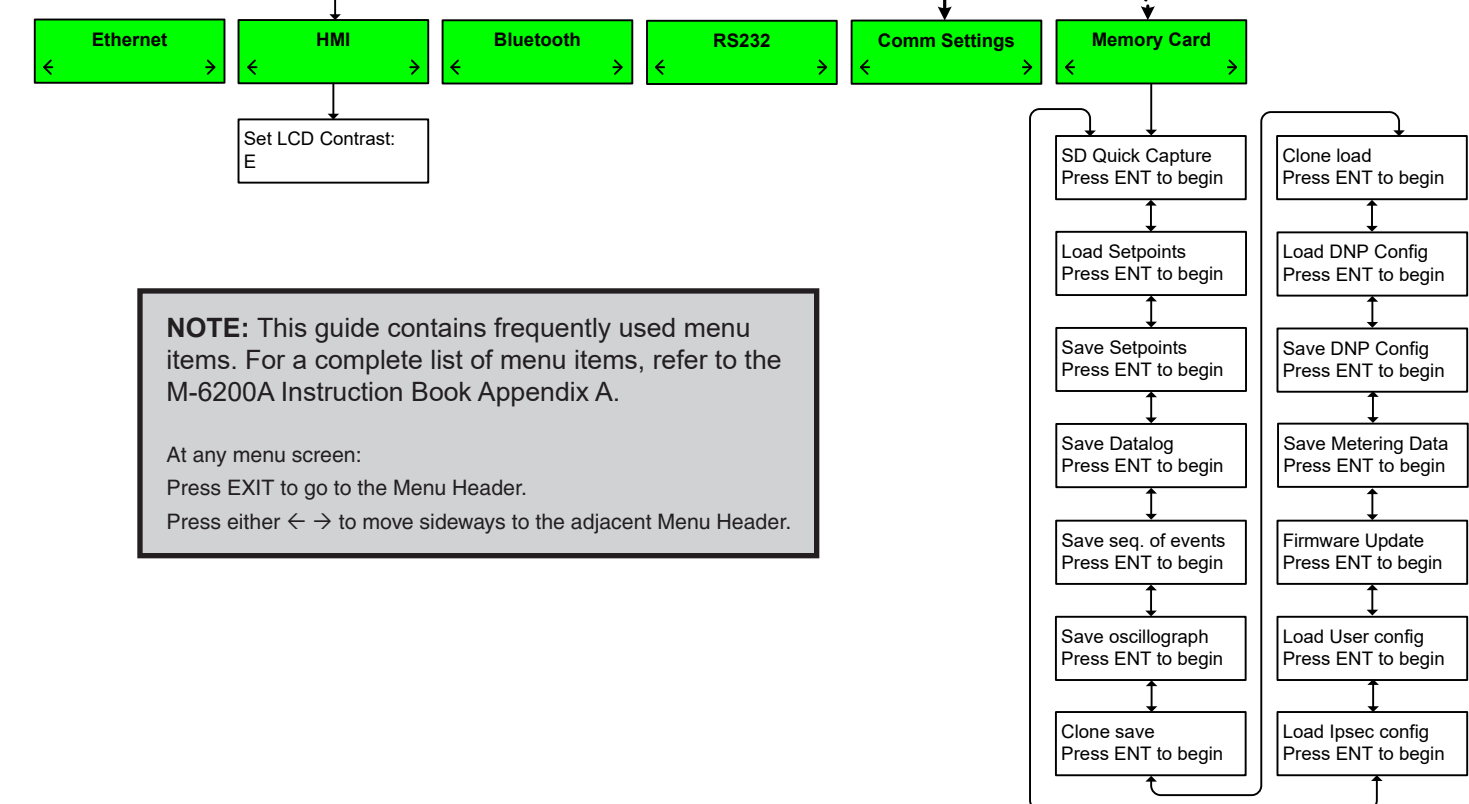 Ethernet
← →
HMI
← →
Bluetooth
← →
RS232
← →
Comm Settings
← →
Memory Card
← →
Set LCD Contrast:
E
NOTE: This guide contains frequently used menu
items. For a complete list of menu items, refer to the
M-6200A Instruction Book Appendix A.
At any menu screen:
Press EXIT to go to the Menu Header.
Press either ← → to move sideways to the adjacent Menu Header.
SD Quick Capture
Press ENT to begin
Load Setpoints
Press ENT to begin
Save Setpoints
Press ENT to begin
Save Datalog
Press ENT to begin
Save seq. of events
Press ENT to begin
Save oscillograph
Press ENT to begin
Clone save
Press ENT to begin
Clone load
Press ENT to begin
Load DNP Config
Press ENT to begin
Save DNP Config
Press ENT to begin
Save Metering Data
Press ENT to begin
Firmware Update
Press ENT to begin
Load User config
Press ENT to begin
Load Ipsec config
Press ENT to begin